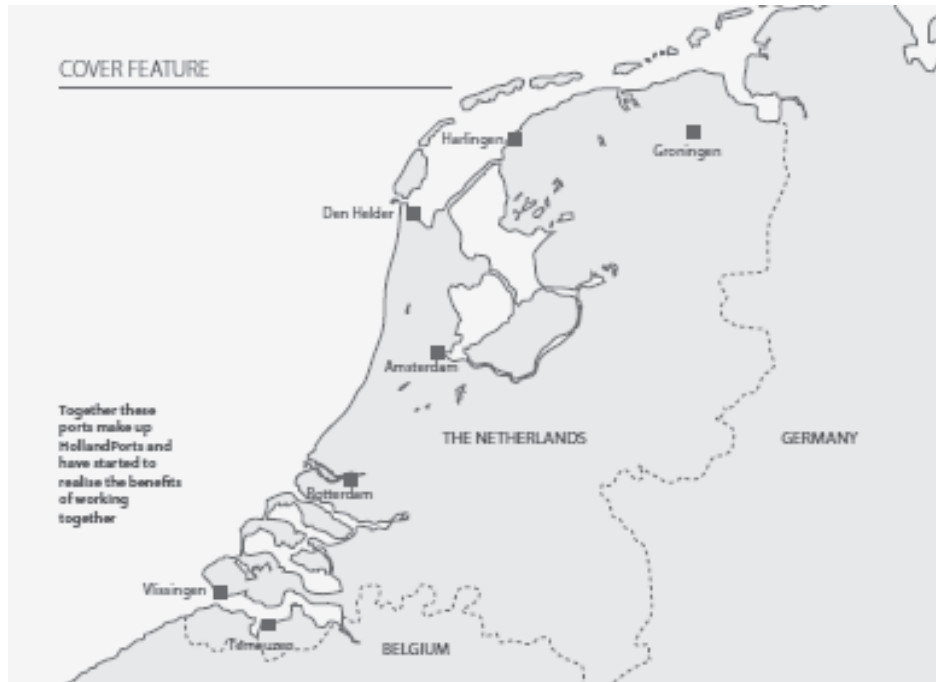 COVER FEATURE
Harlingen
Groningen
Den Helder
Amsterdam
Together these
ports make up
HollandPorts and
have started to
realise the benefits
of working
together
THE NETHERLANDS
GERMANY
Rotterdam
Vlissingen
Terneuzen
BELGIUM